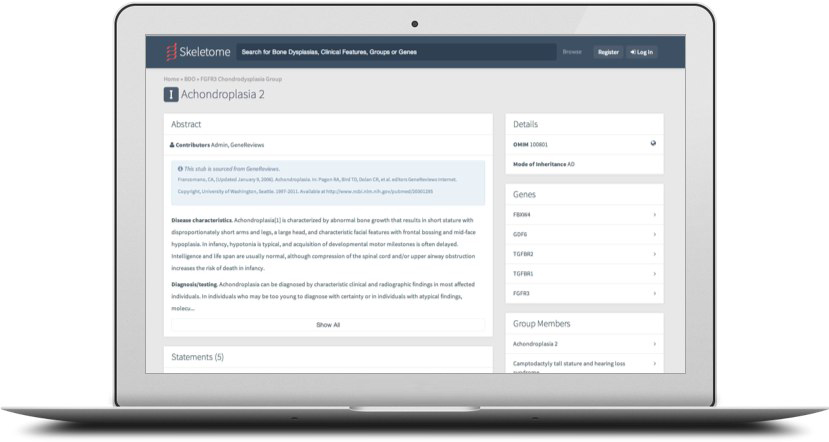 Skeletome
Search for Bone Dysplasias, Clinical Features, Groups or Genes
Browse
Register
Log In
Home » BDO » FGFR3 Chondrodysplasia Group
I Achondroplasia 2
Abstract
Contributors Admin, GeneReviews
This stub is sourced from GeneReviews.
Francomano, CA, [Updated January 9, 2006]. Achondroplasia. In: Pagon RA, Bird TD, Dolan CR, et al. editors GeneReviews Internet.
Copyright, University of Washington, Seattle. 1997-2011. Available at http://www.ncbi.nlm.nih.gov/pubmed/20301285
Disease characteristics. Achondroplasia[1] is characterized by abnormal bone growth that results in short stature with
disproportionately short arms and legs, a large head, and characteristic facial features with frontal bossing and mid-face
hypoplasia. In infancy, hypotonia is typical, and acquisition of developmental motor milestones is often delayed.
Intelligence and life span are usually normal, although compression of the spinal cord and/or upper airway obstruction
increases the risk of death in infancy.
Diagnosis/testing. Achondroplasia can be diagnosed by characteristic clinical and radiographic findings in most affected
individuals. In individuals who may be too young to diagnose with certainty or in individuals with atypical findings,
molecu...
Show All
Statements (5)
Details
OMIM 100801
Mode of Inheritance AD
Genes
FBXW4
GDF6
TGFBR2
TGFBR1
FGFR3
Group Members
Achondroplasia 2
Camptodactyly tall stature and hearing loss
syndrome